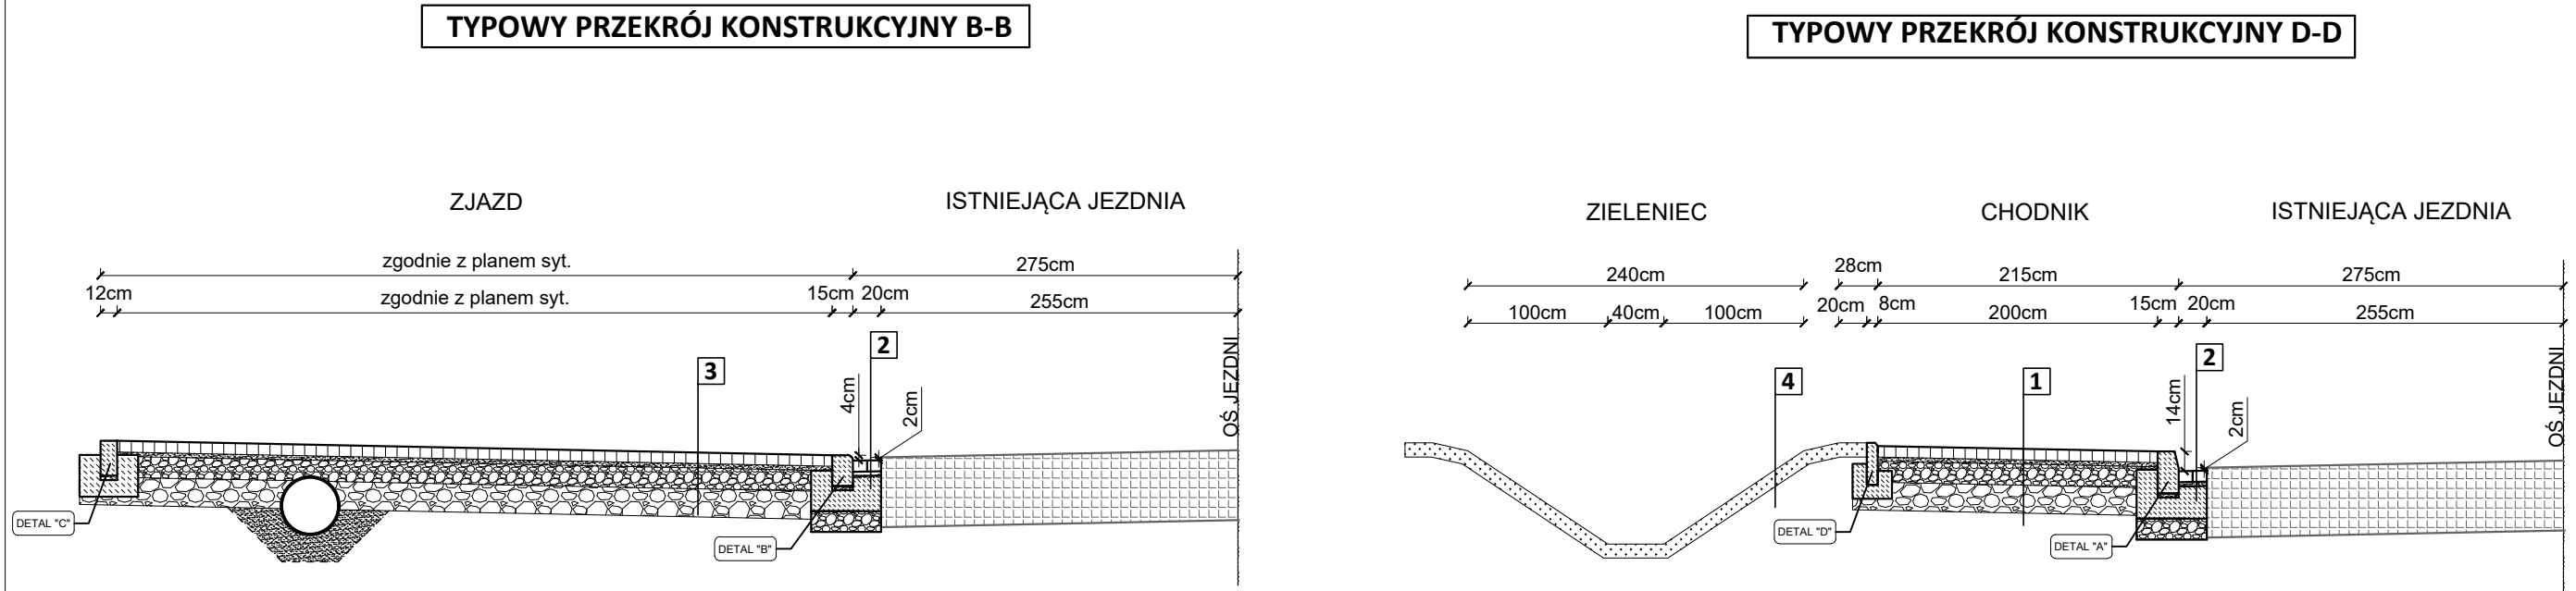 TYPOWY PRZEKRÓJ KONSTRUKCYJNY B-B
ZJAZD
ISTNIEJĄCA JEZDNIA
zgodnie z planem syt.
275cm
12cm
zgodnie z planem syt.
15cm
20cm
255cm
3
2
4cm
2cm
OŚ JEZDNI
DETAL "C"
DETAL "B"
TYPOWY PRZEKRÓJ KONSTRUKCYJNY D-D
ZIELENIEC
CHODNIK
ISTNIEJĄCA JEZDNIA
240cm
28cm
215cm
275cm
100cm
40cm
100cm
20cm
8cm
200cm
15cm
20cm
255cm
4
1
2
14cm
2cm
OŚ JEZDNI
DETAL "D"
DETAL "A"